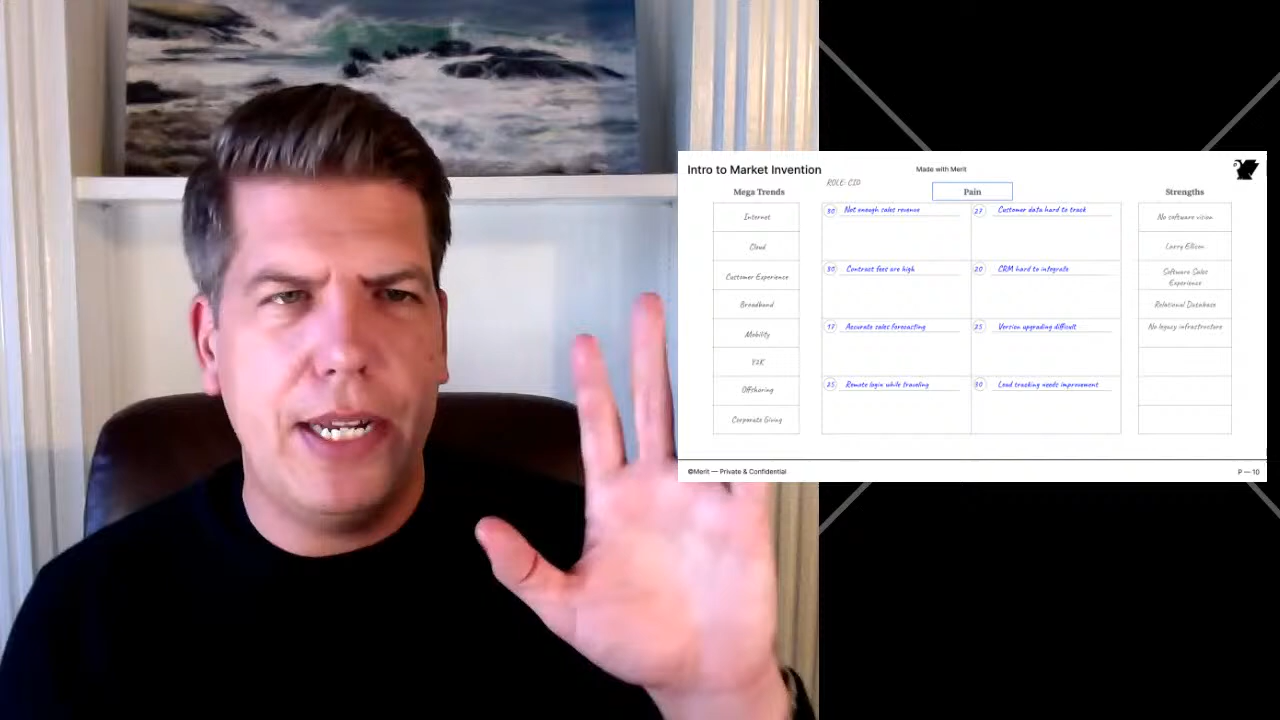 Intro to Market Invention
Made with Merit
ROLE: CIO
Mega Trends
Pain
Strengths
Internet
Cloud
Customer Experience
Broadband
Mobility
Y2K
Offshoring
Corporate Giving
30 Not enough sales revenue
27 Customer data hard to track
30 Contract fees are high
20 CRM hard to integrate
17 Accurate sales forecasting
25 Version upgrading difficult
25 Remote login while traveling
30 Lead tracking needs improvement
No software vision
Larry Ellison
Software Sales
Experience
Relational Database
No legacy infrastructure
©Merit — Private & Confidential
P — 10